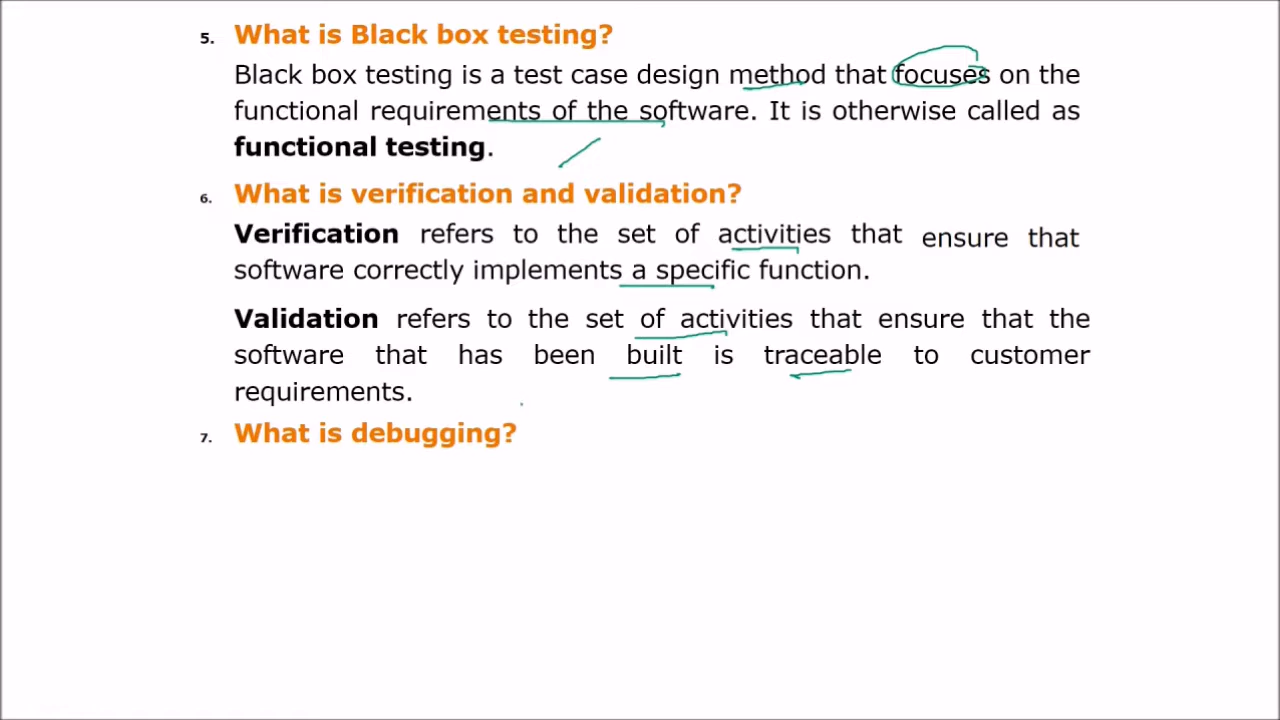 5. What is Black box testing?
Black box testing is a test case design method that focuses on the
functional requirements of the software. It is otherwise called as
functional testing.
6. What is verification and validation?
Verification refers to the set of activities that ensure that
software correctly implements a specific function.
Validation refers to the set of activities that ensure that the
software that has been built is traceable to customer
requirements.
7. What is debugging?